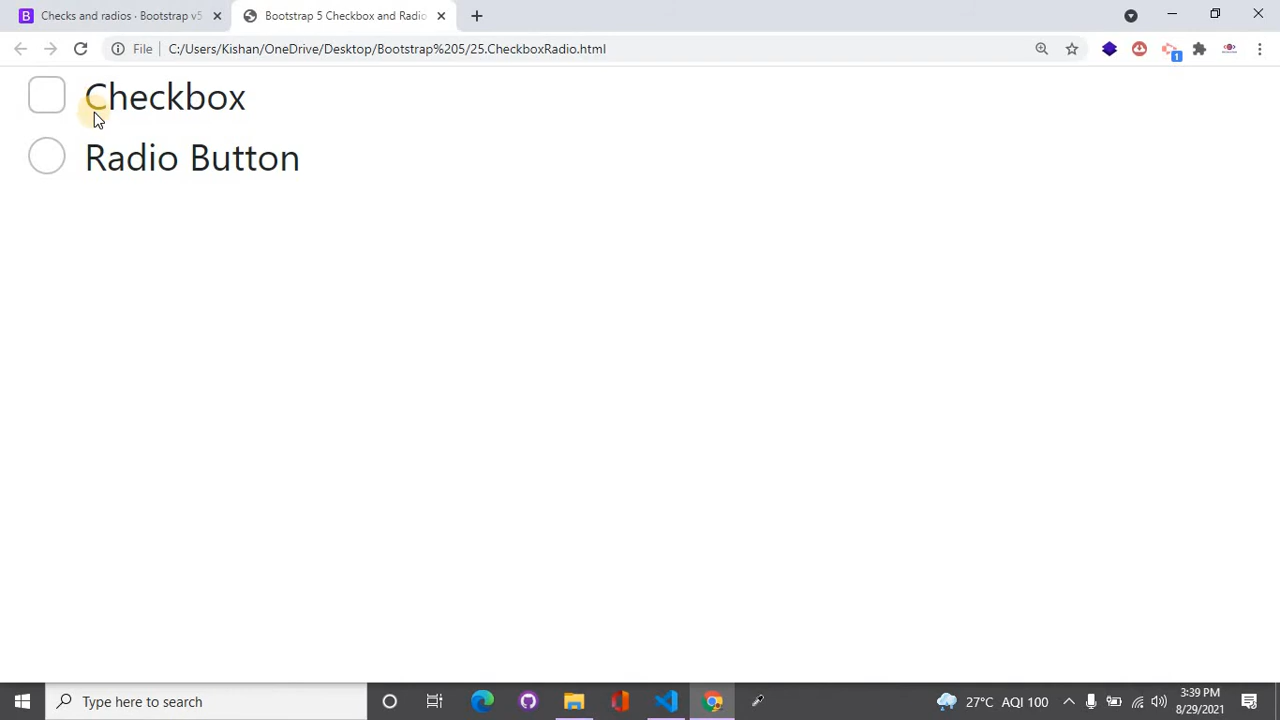 Checks and radios · Bootstrap v5
Bootstrap 5 Checkbox and Radio
File
C:/Users/Kishan/OneDrive/Desktop/Bootstrap%205/25.CheckboxRadio.html
1
Checkbox
Radio Button
Type here to search
27°C AQI 100
3:39 PM
8/29/2021